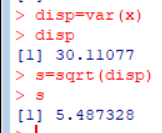 > disp=var(x)
> disp
[1] 30.11077
> s=sqrt(disp)
> s
[1] 5.487328
>